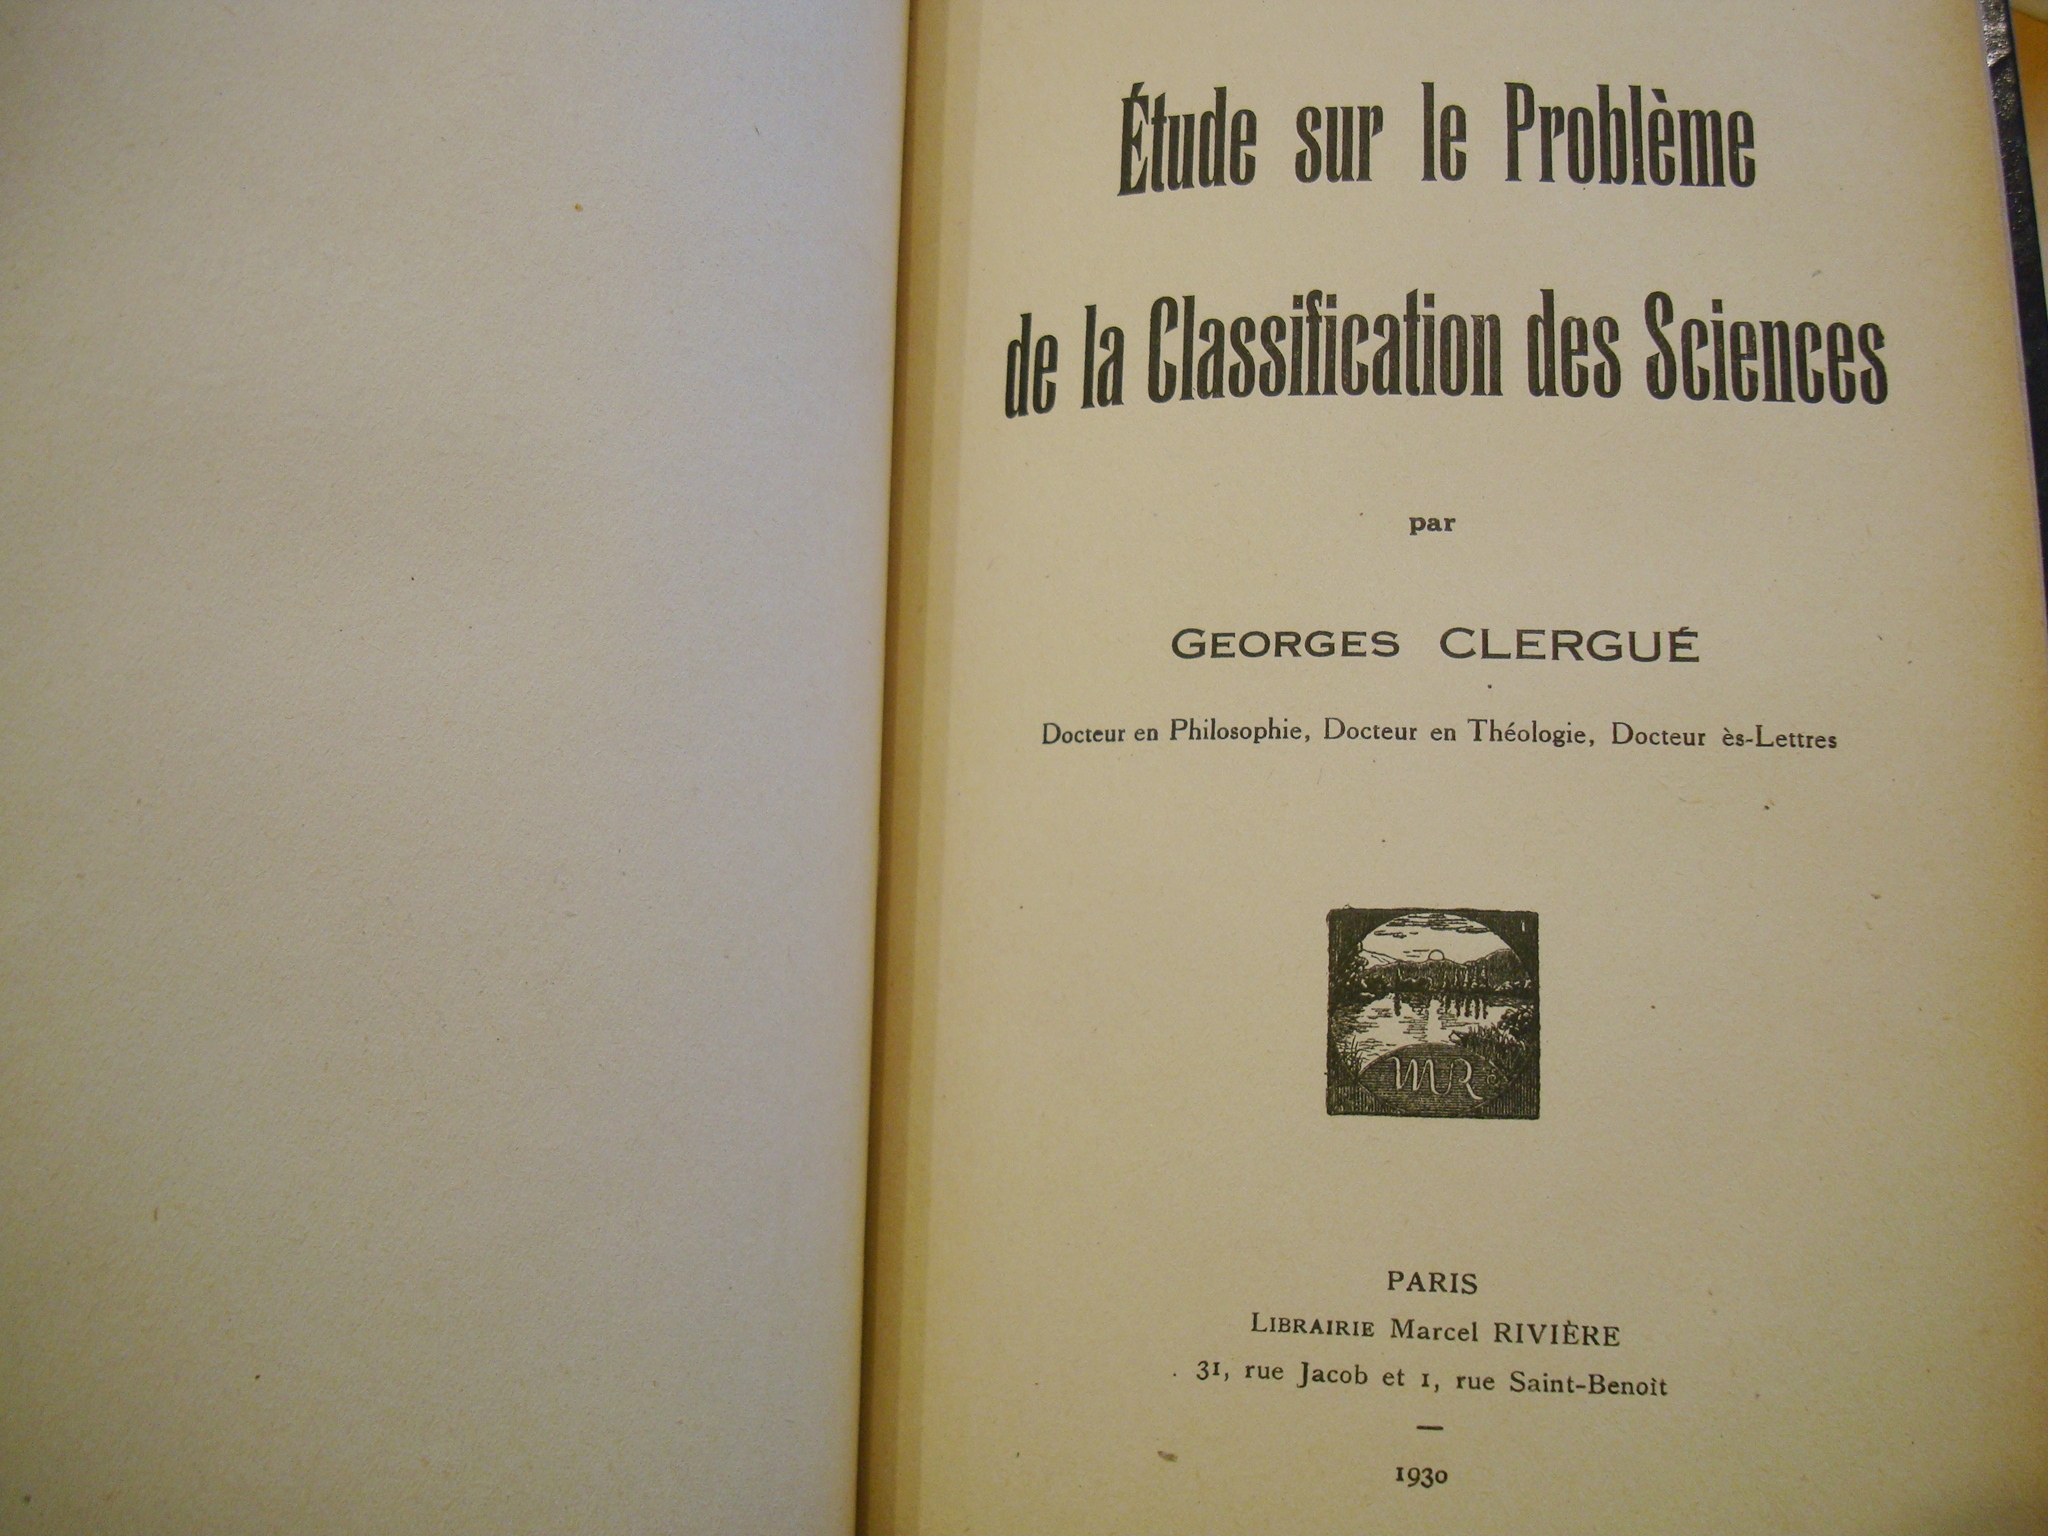 Étude sur le Problème
de la Classification des Sciences
par
GEORGES CLERGUÉ
Docteur en Philosophie, Docteur en Théologie, Docteur ès-Lettres
MR
PARIS
LIBRAIRIE Marcel RIVIÈRE
31, rue Jacob et 1, rue Saint-Benoît
—
1930